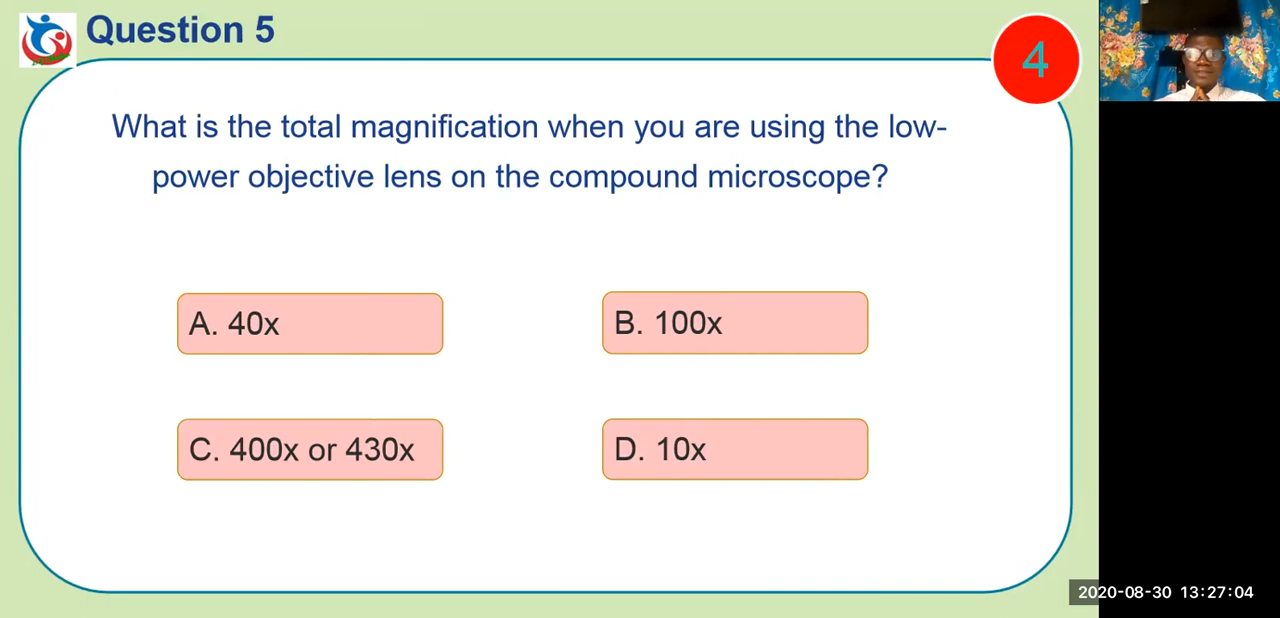 Question 5
4
What is the total magnification when you are using the low-
power objective lens on the compound microscope?
A. 40x
B. 100x
C. 400x or 430x
D. 10x
2020-08-30 13:27:04